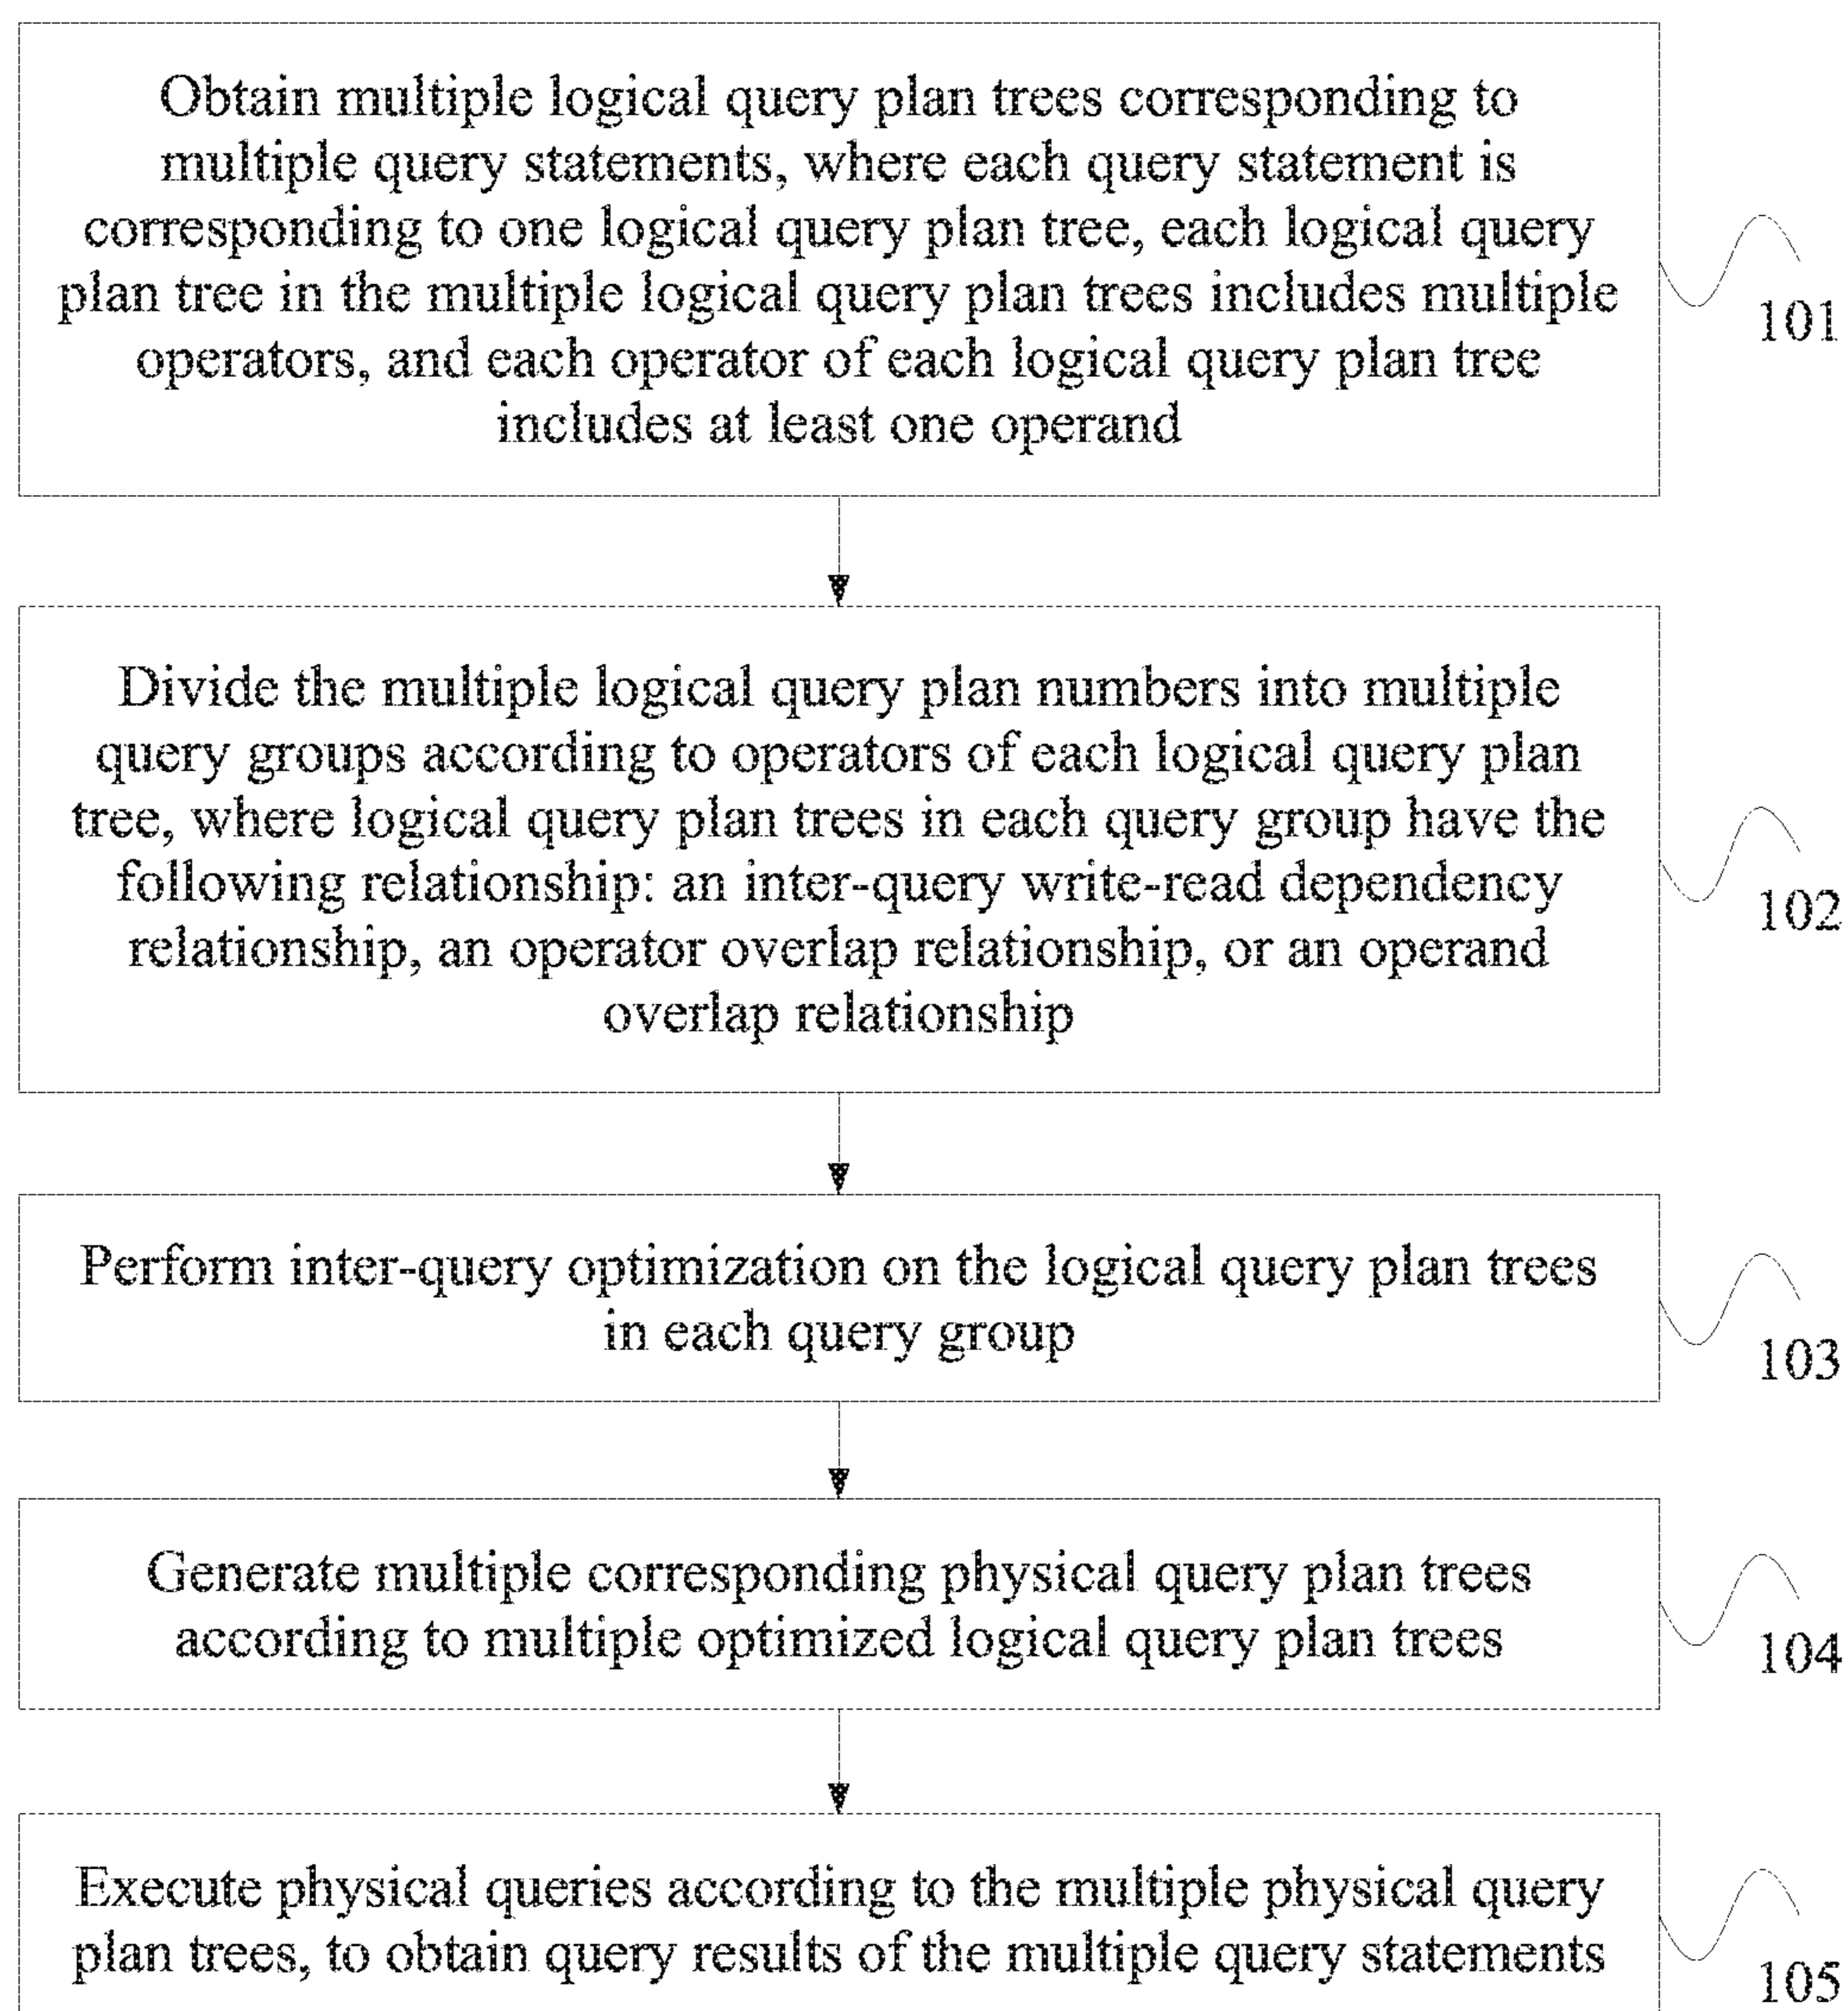 Obtain multiple logical query plan trees corresponding to
multiple query statements, where each query statement is
corresponding to one logical query plan tree, each logical query
plan tree in the multiple logical query plan trees includes multiple
operators, and each operator of each logical query plan tree
includes at least one operand
101
Divide the multiple logical query plan numbers into multiple
query groups according to operators of each logical query plan
tree, where logical query plan trees in each query group have the
following relationship: an inter-query write-read dependency
relationship, an operator overlap relationship, or an operand
overlap relationship
102
Perform inter-query optimization on the logical query plan trees
in each query group
103
Generate multiple corresponding physical query plan trees
according to multiple optimized logical query plan trees
104
Execute physical queries according to the multiple physical query
plan trees, to obtain query results of the multiple query statements
105